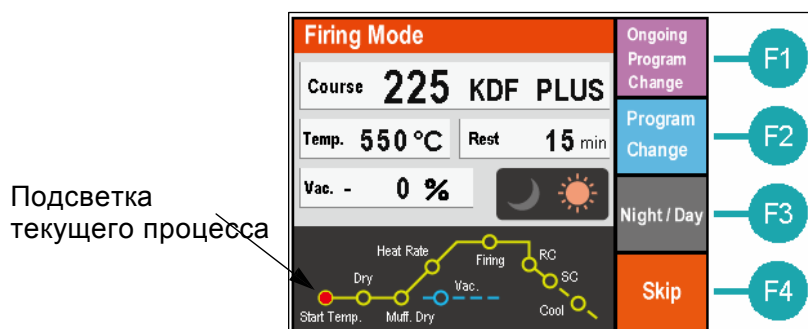 Firing Mode
Course 225 KDF PLUS
Temp. 550 °C Rest 15 min
Vac. - 0 %
Ongoing
Program
Change
F1
Program
Change
F2
Night / Day
F3
Skip
F4
Подсветка
текущего процесса
Heat Rate
Firing
RC
Dry
SC
Vac.
Start Temp.
Muff. Dry
Cool